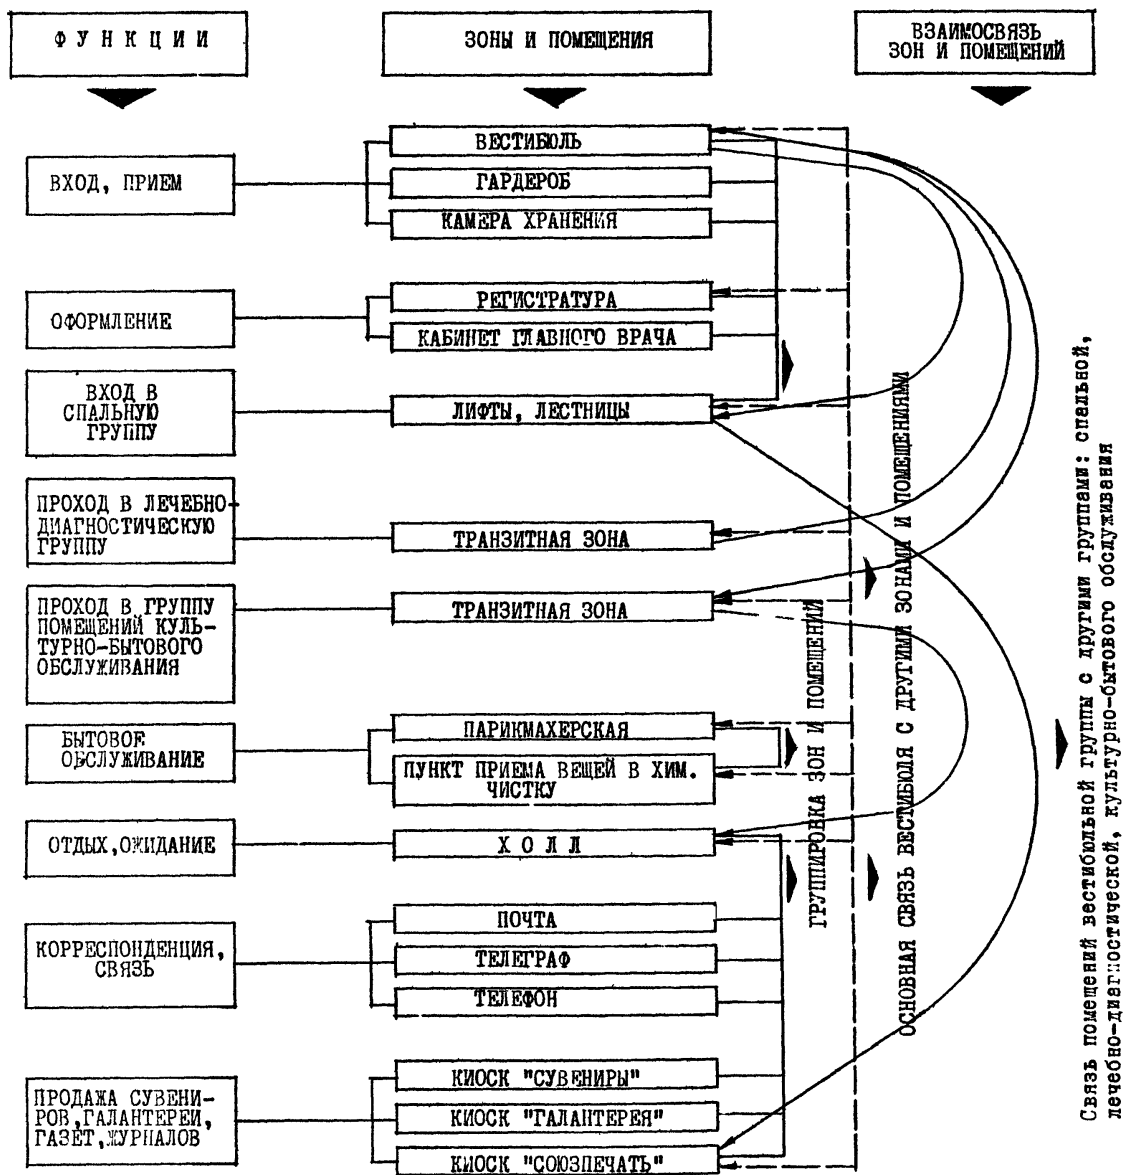 ФУНКЦИИ
ЗОНЫ И ПОМЕЩЕНИЯ
ВЗАИМОСВЯЗЬ
ЗОН И ПОМЕЩЕНИЙ
ВХОД, ПРИЕМ
ВЕСТИБЮЛЬ
ГАРДЕРОБ
КАМЕРА ХРАНЕНИЯ
ОФОРМЛЕНИЕ
РЕГИСТРАТУРА
КАБИНЕТ ГЛАВНОГО ВРАЧА
ВХОД В
СПАЛЬНУЮ
ГРУППУ
ЛИФТЫ, ЛЕСТНИЦЫ
ПРОХОД В ЛЕЧЕБНО-
ДИАГНОСТИЧЕСКУЮ
ГРУППУ
ТРАНЗИТНАЯ ЗОНА
ПРОХОД В ГРУППУ
ПОМЕЩЕНИЙ КУЛЬ-
ТУРНО-БЫТОВОГО
ОБСЛУЖИВАНИЯ
ТРАНЗИТНАЯ ЗОНА
БЫТОВОЕ
ОБСЛУЖИВАНИЕ
ПАРИКМАХЕРСКАЯ
ПУНКТ ПРИЕМА ВЕЩЕЙ В ХИМ.
ЧИСТКУ
ОТДЫХ, ОЖИДАНИЕ
ХОЛЛ
КОРРЕСПОНДЕНЦИЯ,
СВЯЗЬ
ПОЧТА
ТЕЛЕГРАФ
ТЕЛЕФОН
ПРОДАЖА СУВЕНИ-
РОВ, ГАЛАНТЕРЕИ,
ГАЗЕТ, ЖУРНАЛОВ
КИОСК "СУВЕНИРЫ"
КИОСК "ГАЛАНТЕРЕЯ"
КИОСК "СОЮЗПЕЧАТЬ"
ГРУППИРОВКА ЗОН И ПОМЕЩЕНИЙ
ОСНОВНАЯ СВЯЗЬ ВЕСТИБЮЛЯ С ДРУГИМИ ЗОНАМИ И ПОМЕЩЕНИЯМИ
Связь помещений вестибюльной группы с другими группами: спальной,
лечебно-диагностической, культурно-бытового обслуживания